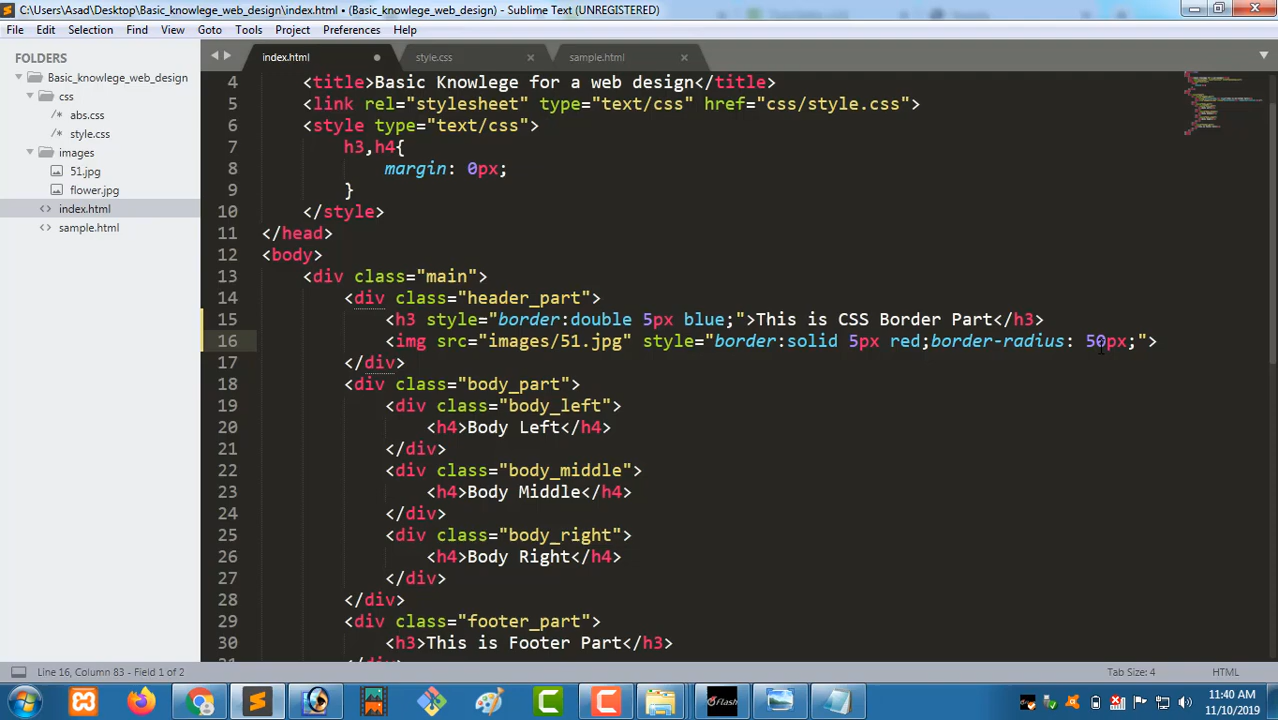 C:\Users\Asad\Desktop\Basic_knowlege_web_design\index.html • (Basic_knowlege_web_design) - Sublime Text (UNREGISTERED)
File Edit Selection Find View Goto Tools Project Preferences Help
FOLDERS
Basic_knowlege_web_design
css
abs.css
style.css
images
51.jpg
flower.jpg
index.html
sample.html
index.html style.css sample.html
4 <title>Basic Knowlege for a web design</title>
5 <link rel="stylesheet" type="text/css" href="css/style.css">
6 <style type="text/css">
7 h3,h4{
8 margin: 0px;
9 }
10 </style>
11 </head>
12 <body>
13 <div class="main">
14 <div class="header_part">
15 <h3 style="border:double 5px blue;">This is CSS Border Part</h3>
16 <img src="images/51.jpg" style="border:solid 5px red;border-radius: 50px;">
17 </div>
18 <div class="body_part">
19 <div class="body_left">
20 <h4>Body Left</h4>
21 </div>
22 <div class="body_middle">
23 <h4>Body Middle</h4>
24 </div>
25 <div class="body_right">
26 <h4>Body Right</h4>
27 </div>
28 </div>
29 <div class="footer_part">
30 <h3>This is Footer Part</h3>
Line 16, Column 83 - Field 1 of 2 Tab Size: 4 HTML
11:40 AM
11/10/2019